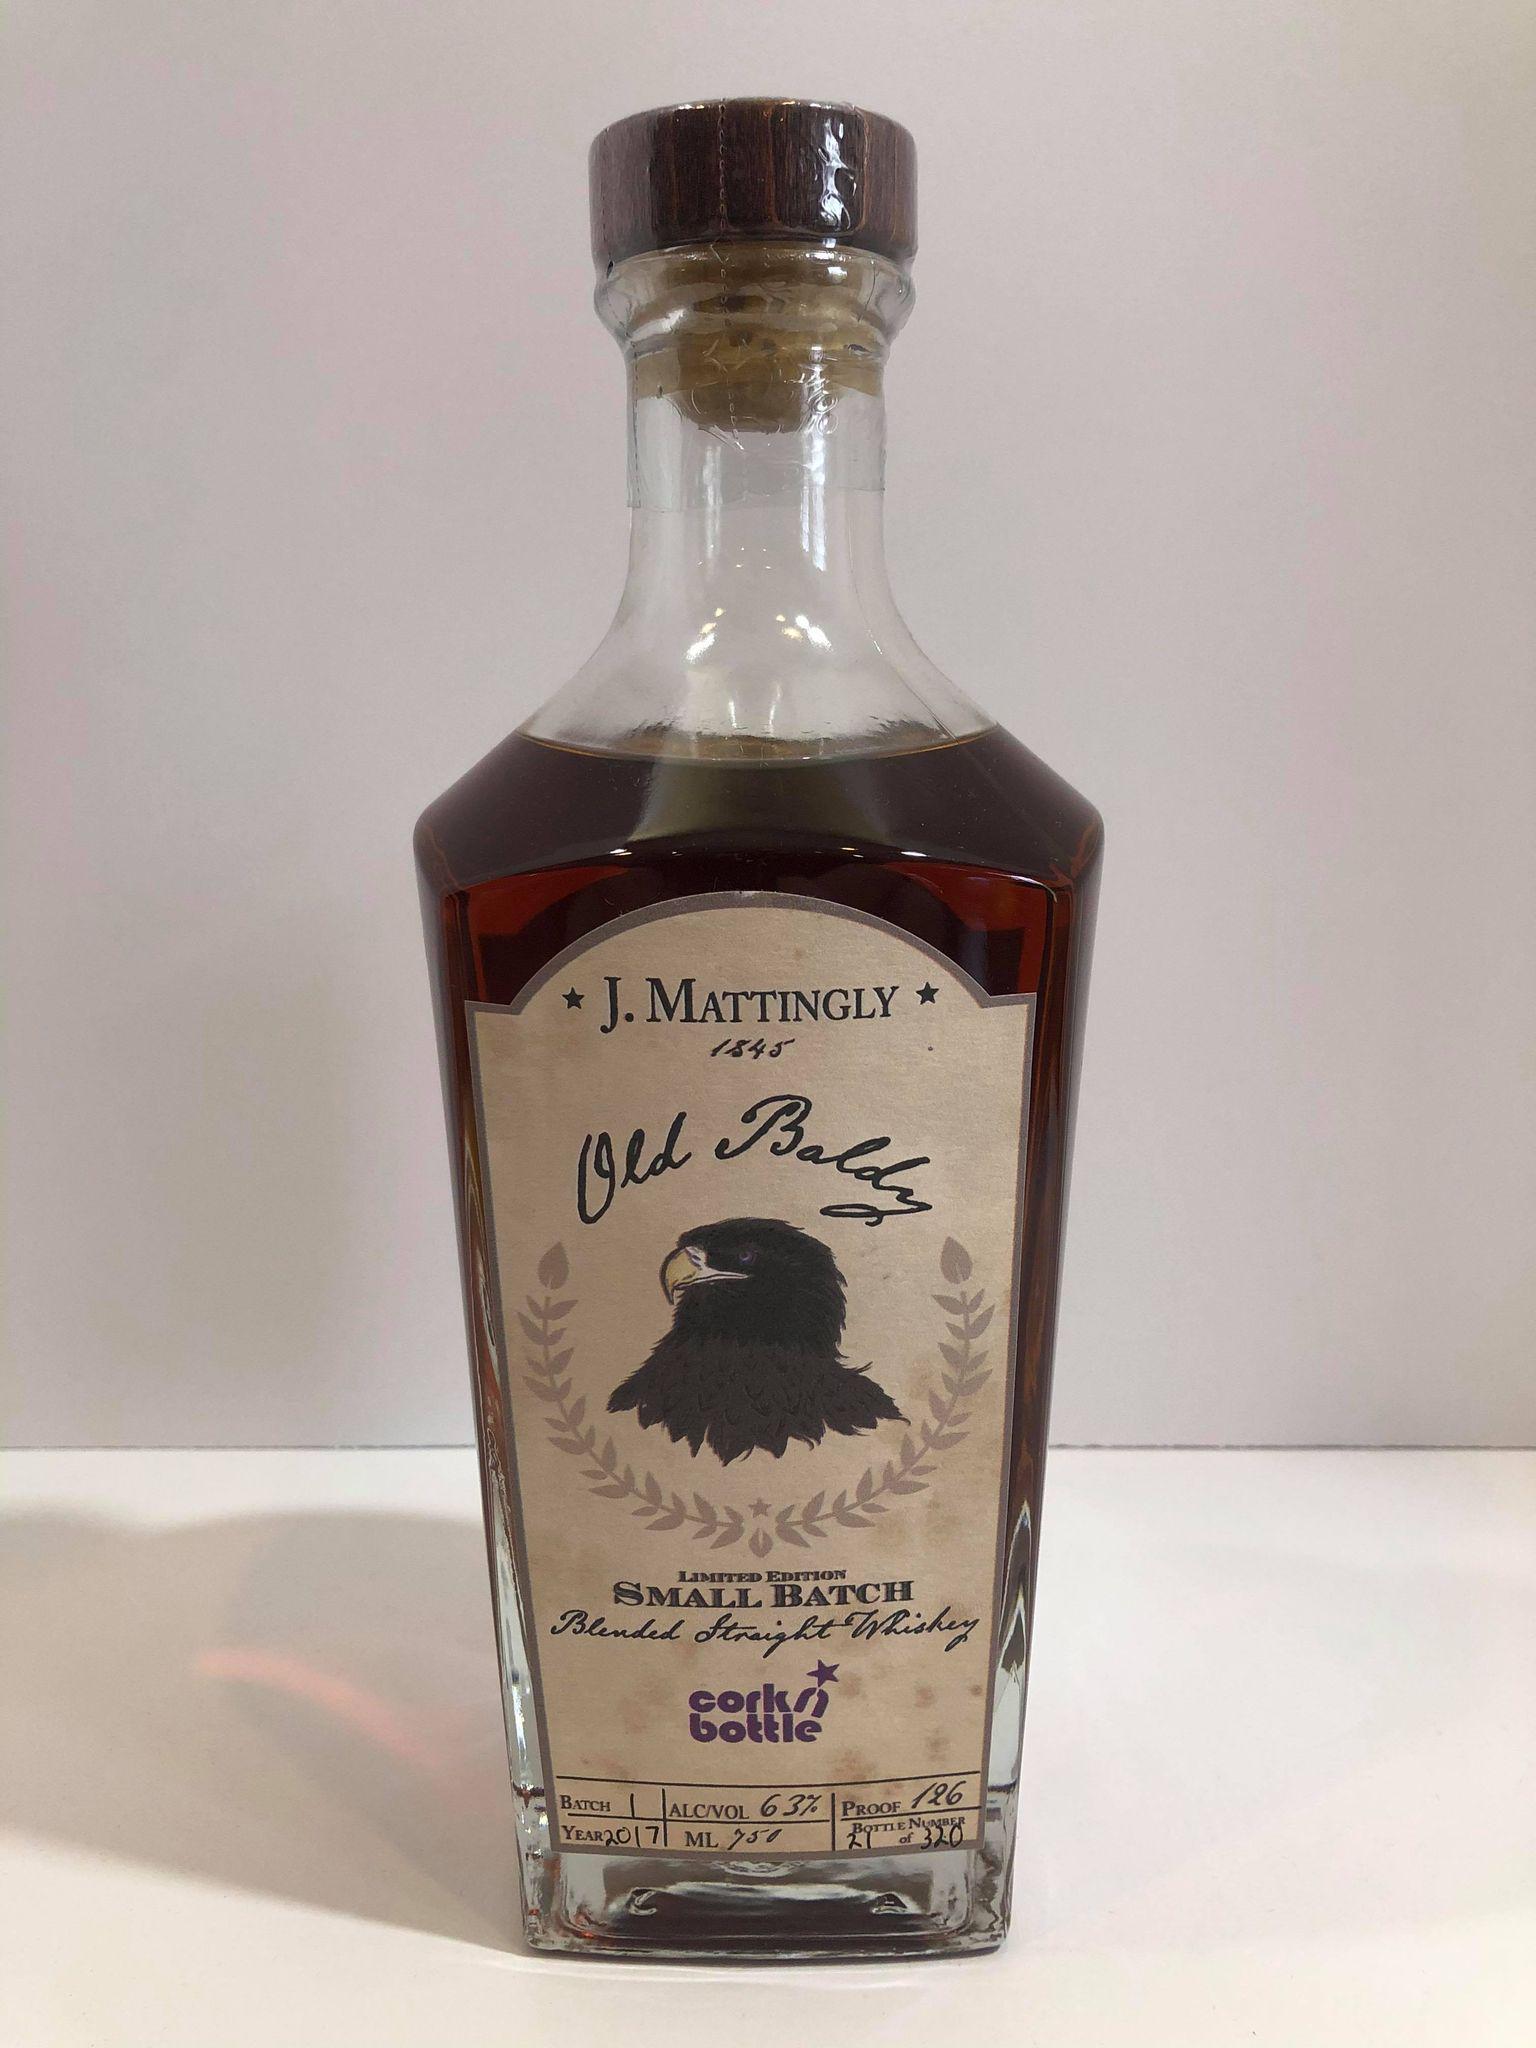 ★ J. MATTINGLY ★
1845
Old Baldy
LIMITED EDITION
SMALL BATCH
Blended Straight Whiskey
cork n
bottle
BATCH 1 ALC/VOL 63% PROOF 126
YEAR 2017 ML 750 BOTTLE NUMBER
21 of 320